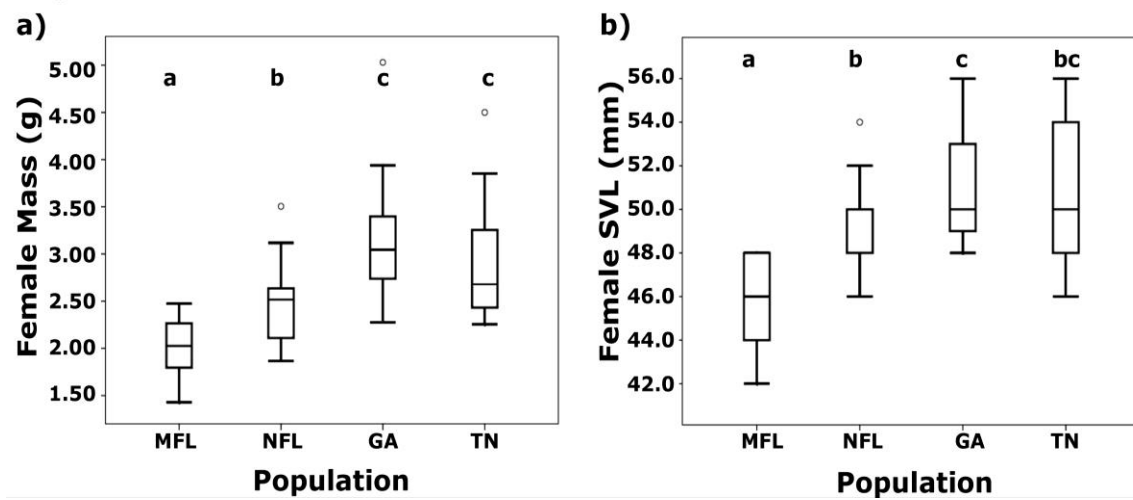 a)
Female Mass (g)
5.00
4.50
4.00
3.50
3.00
2.50
2.00
1.50
a b c c
MFL NFL GA TN
Population
b)
Female SVL (mm)
56.0
54.0
52.0
50.0
48.0
46.0
44.0
42.0
a b c bc
MFL NFL GA TN
Population